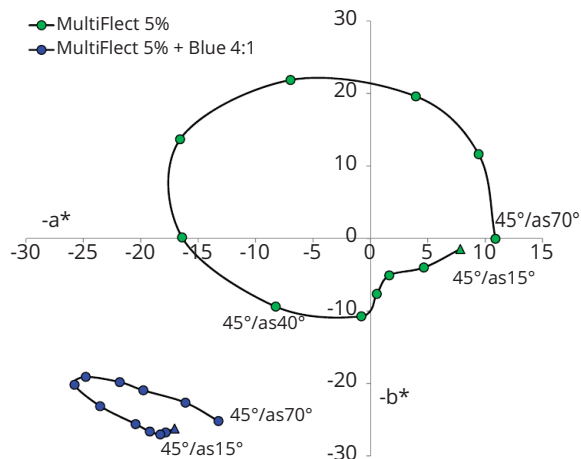 MultiFlect 5%
MultiFlect 5% + Blue 4:1
30
20
10
45°/as70°
-a*
0
-30 -25 -20 -15 -10 -5 0 5 10 15
45°/as15°
-10
45°/as40°
-20
-b*
45°/as70°
45°/as15°
-30